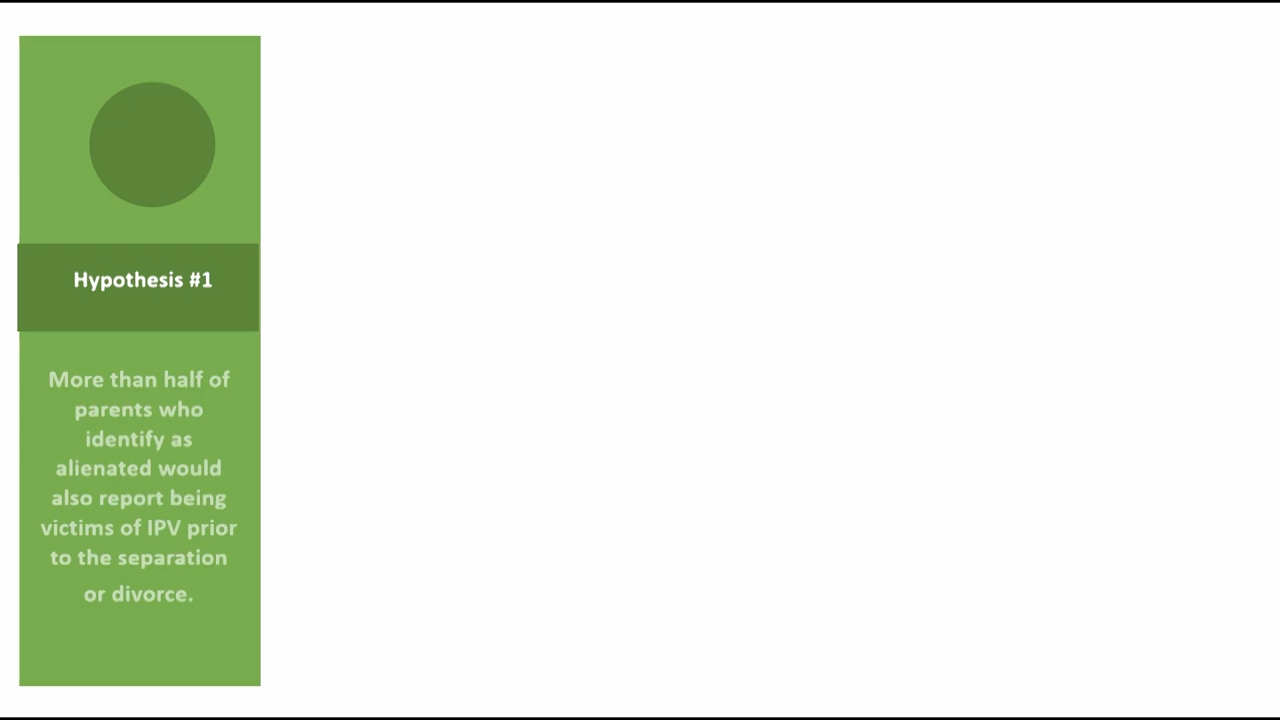 Hypothesis #1
More than half of
parents who
identify as
alienated would
also report being
victims of IPV prior
to the separation
or divorce.